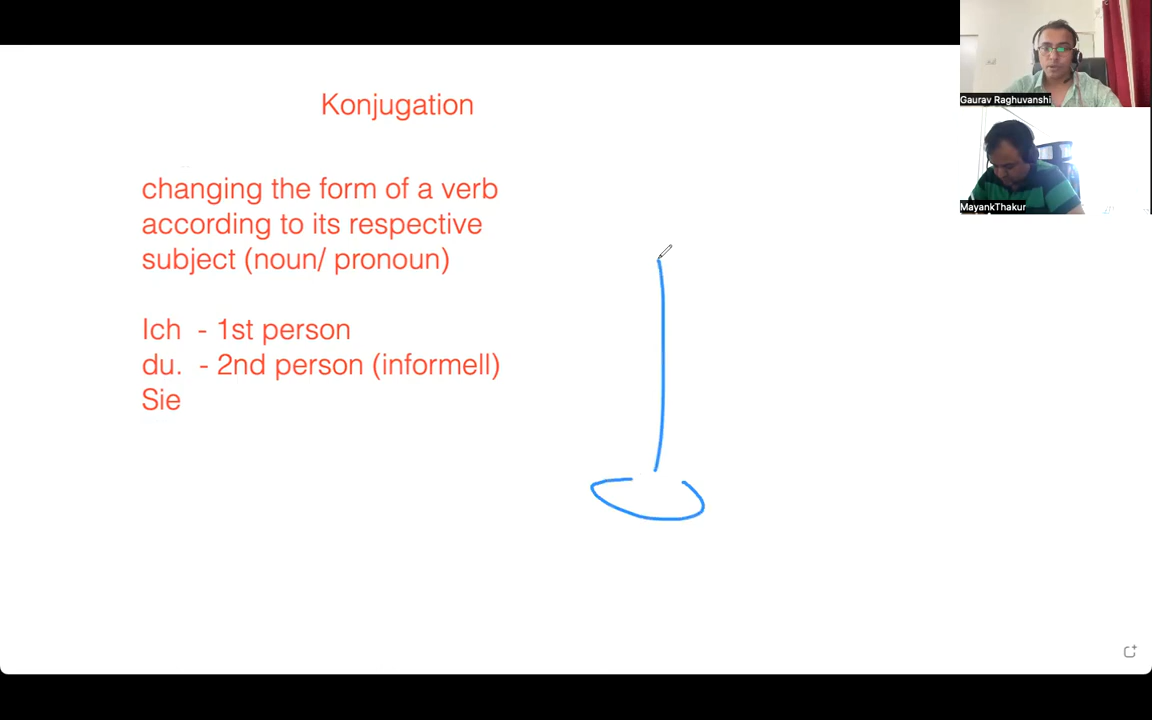 Konjugation
changing the form of a verb
according to its respective
subject (noun/ pronoun)
Ich - 1st person
du. - 2nd person (informell)
Sie
Gaurav Raghuvanshi
MayankThakur